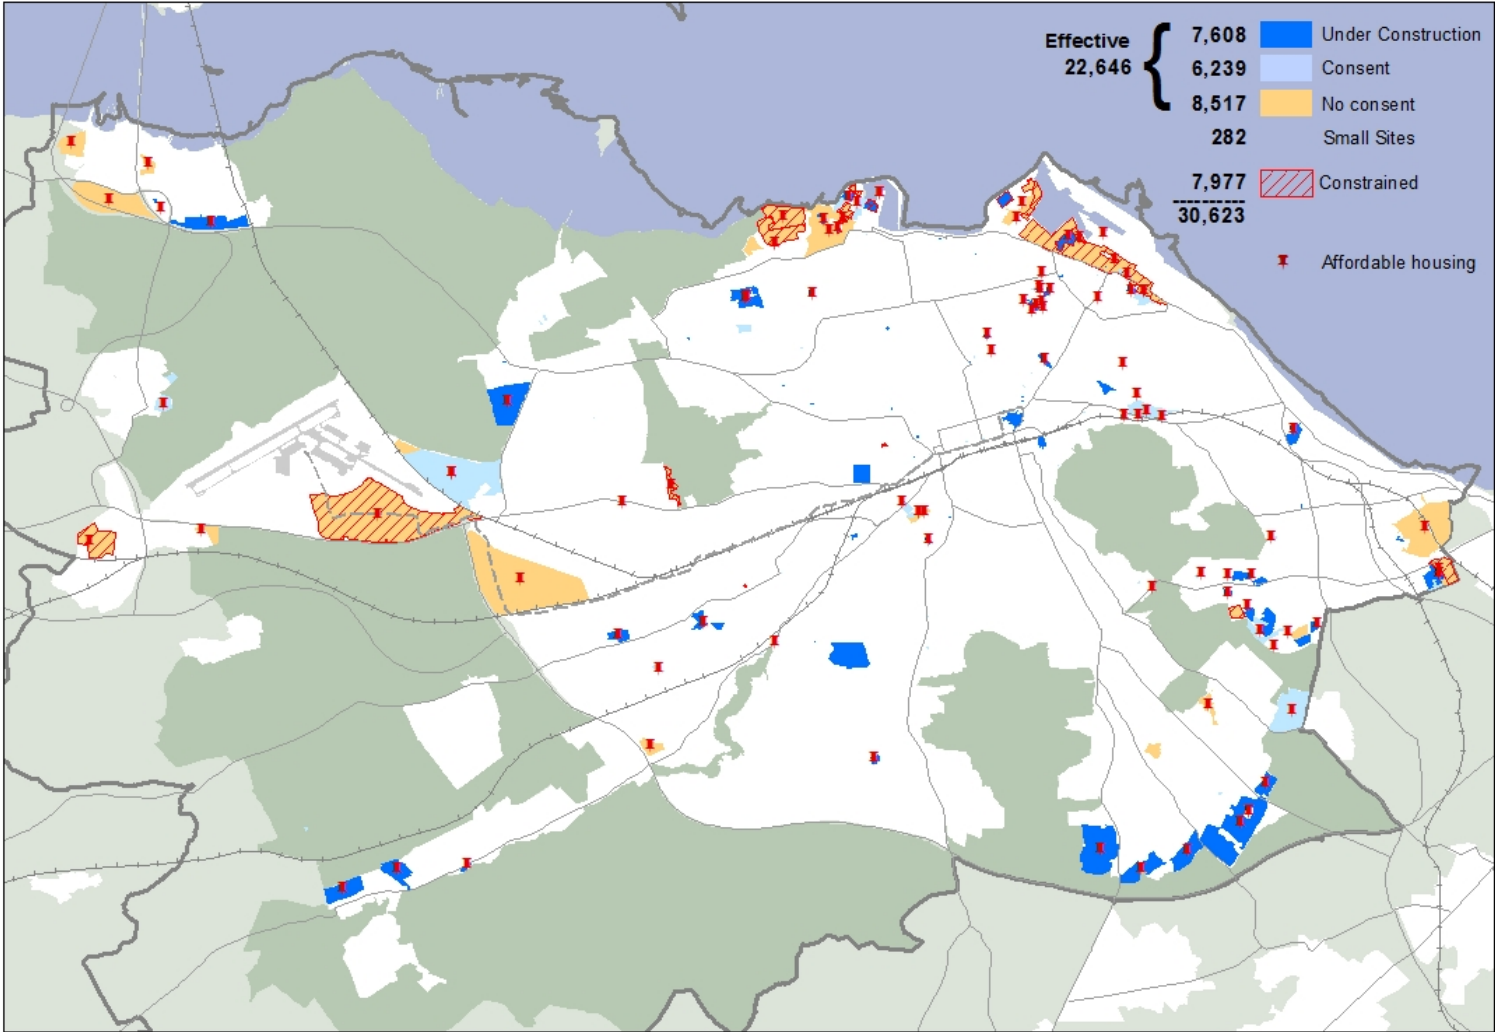 7,608 Under Construction
Effective
22,646 { 6,239 Consent
8,517 No consent
282 Small Sites
7,977 Constrained
----------
30,623
Affordable housing